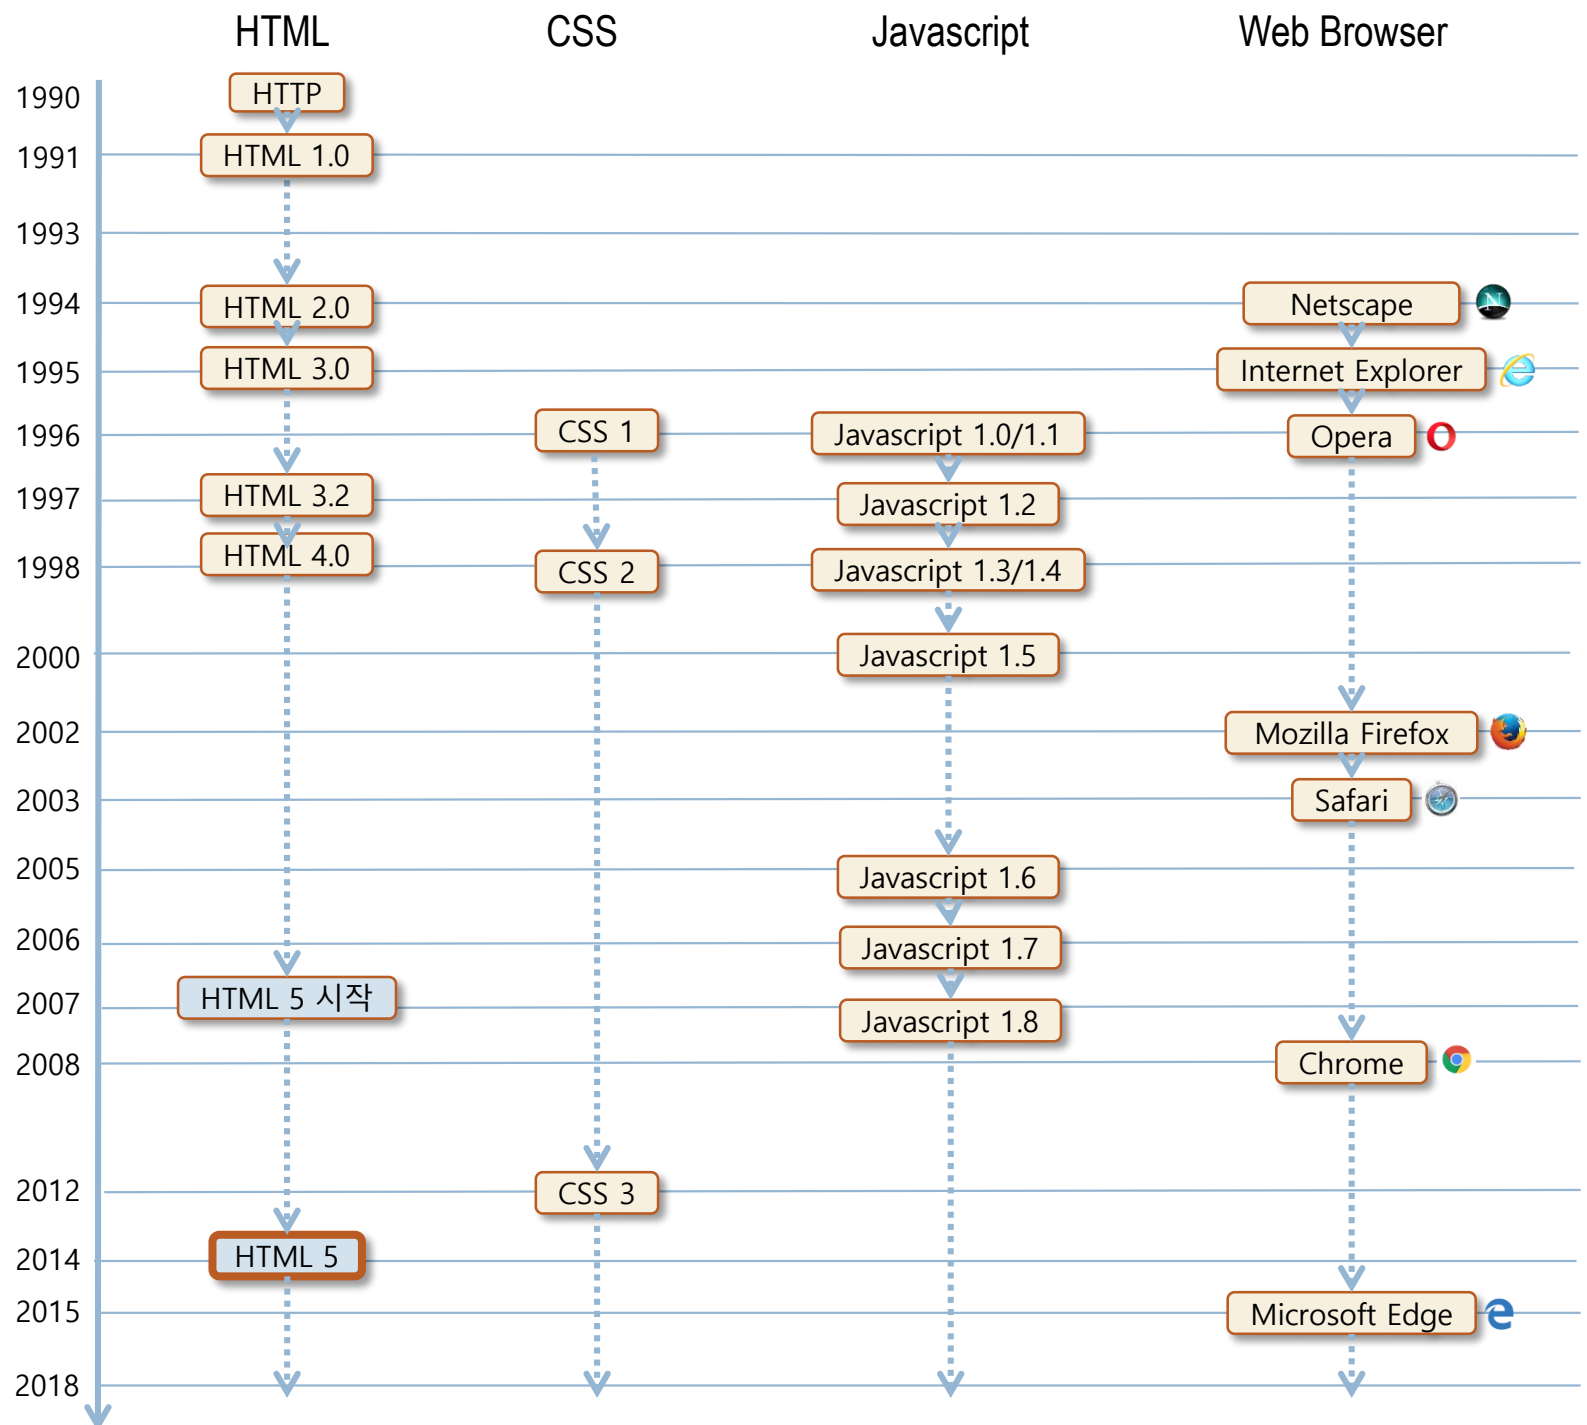 HTML CSS Javascript Web Browser
1990 HTTP
1991 HTML 1.0
1993
1994 HTML 2.0 Netscape N
1995 HTML 3.0 Internet Explorer
1996 CSS 1 Javascript 1.0/1.1 Opera
1997 HTML 3.2 Javascript 1.2
1998 HTML 4.0 CSS 2 Javascript 1.3/1.4
2000 Javascript 1.5
2002 Mozilla Firefox
2003 Safari
2005 Javascript 1.6
2006 Javascript 1.7
2007 HTML 5 시작 Javascript 1.8
2008 Chrome
2012 CSS 3
2014 HTML 5
2015 Microsoft Edge
2018